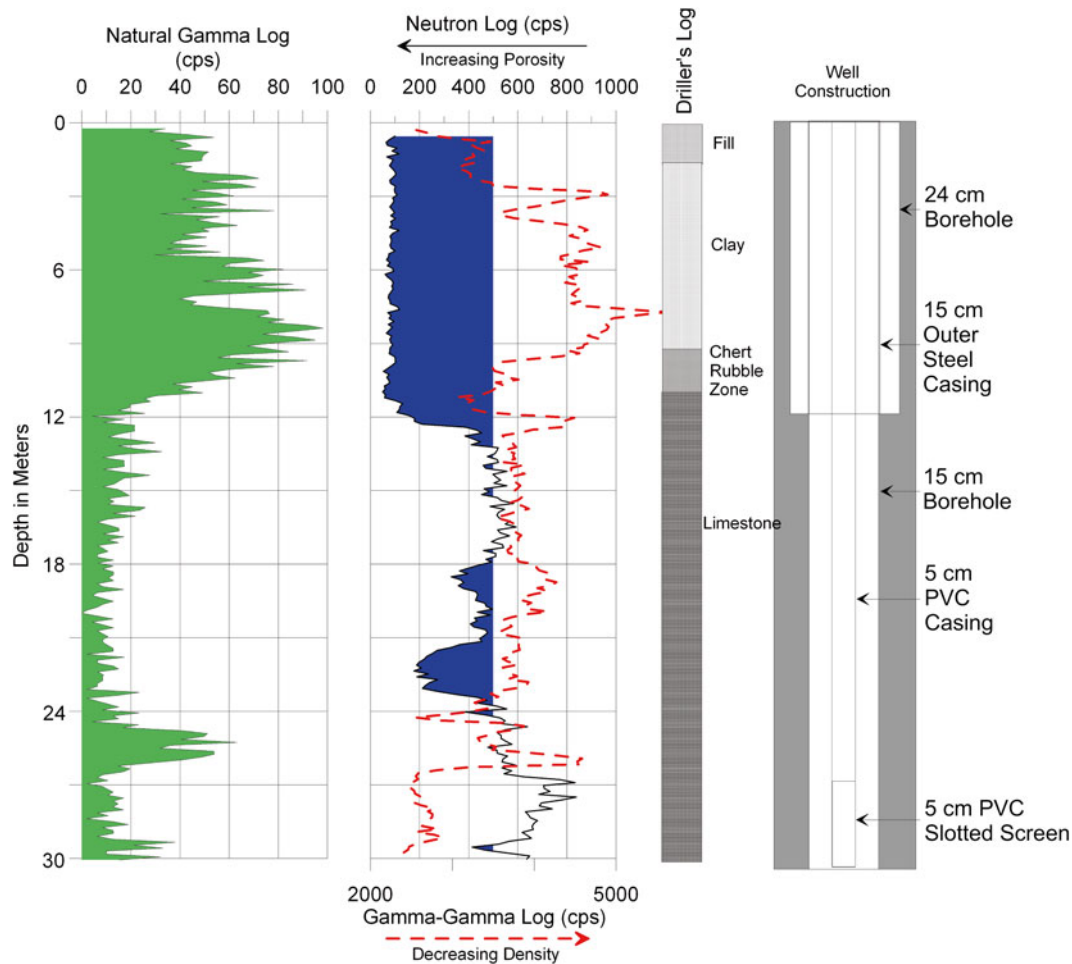 Natural Gamma Log
(cps)
0 20 40 60 80 100
Neutron Log (cps)
Increasing Porosity
0 200 400 600 800 1000
Driller's Log
Well
Construction
Depth in Meters
0
6
12
18
24
30
Fill
Clay
Chert
Rubble
Zone
Limestone
24 cm
Borehole
15 cm
Outer
Steel
Casing
15 cm
Borehole
5 cm
PVC
Casing
5 cm PVC
Slotted Screen
2000 5000
Gamma-Gamma Log (cps)
Decreasing Density